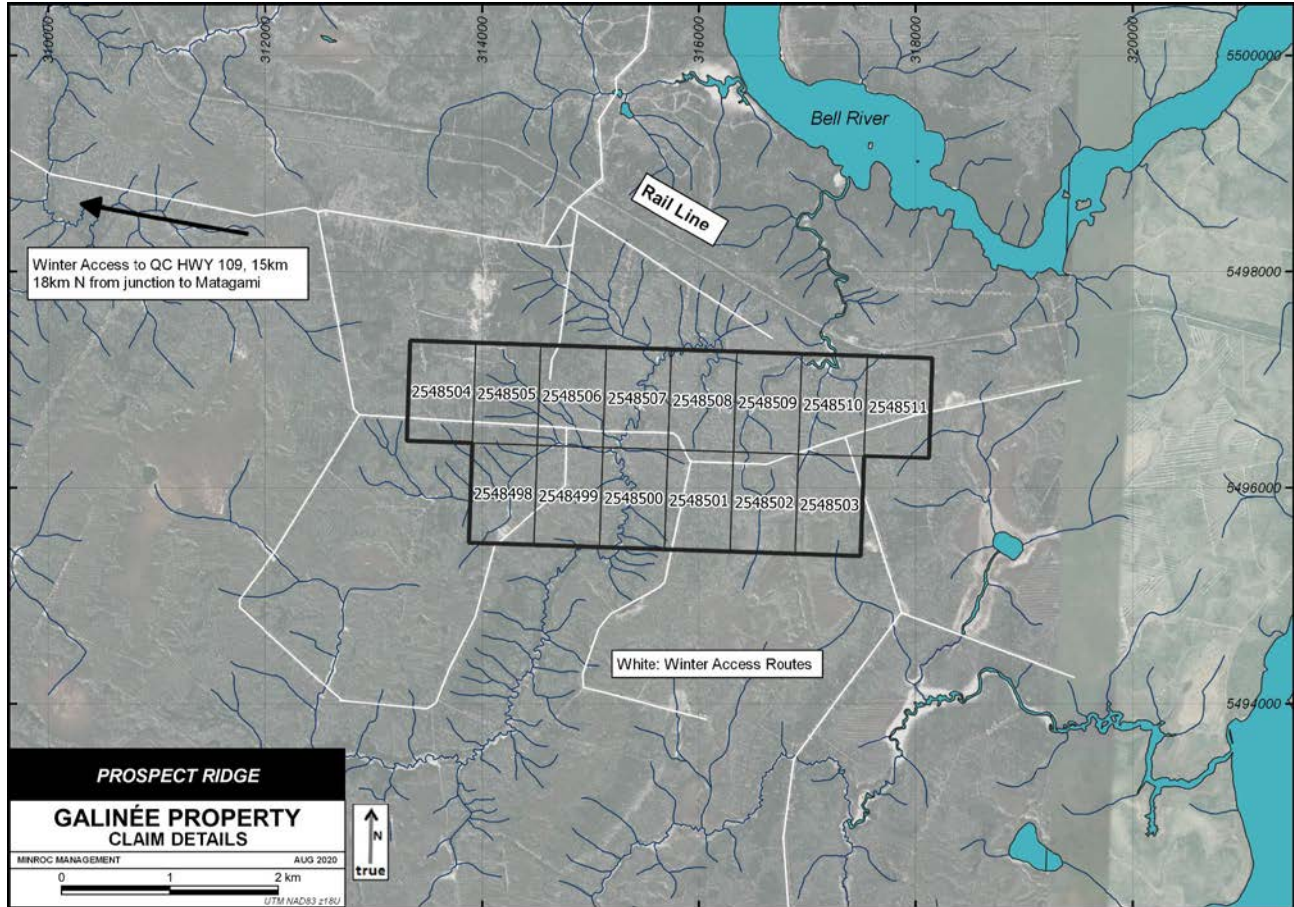 310000
312000
314000
316000
318000
320000
5500000
Bell River
Rail Line
Winter Access to QC HWY 109, 15km
18km N from junction to Matagami
5498000
2548504
2548505
2548506
2548507
2548508
2548509
2548510
2548511
2548498
2548499
2548500
2548501
2548502
2548503
5496000
White: Winter Access Routes
5494000
PROSPECT RIDGE
GALINÉE PROPERTY
CLAIM DETAILS
MINROC MANAGEMENT AUG 2020
0 1 2 km
UTM NAD83 z18U
N
true